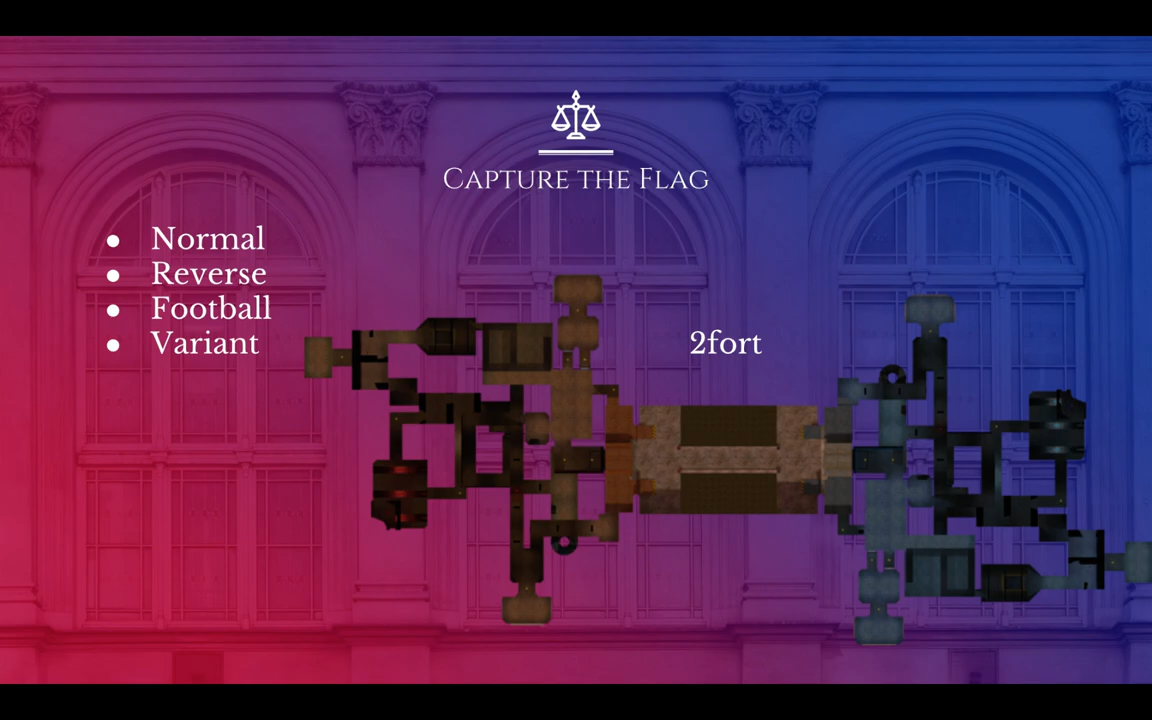 Capture the Flag
● Normal
● Reverse
● Football
● Variant
2fort